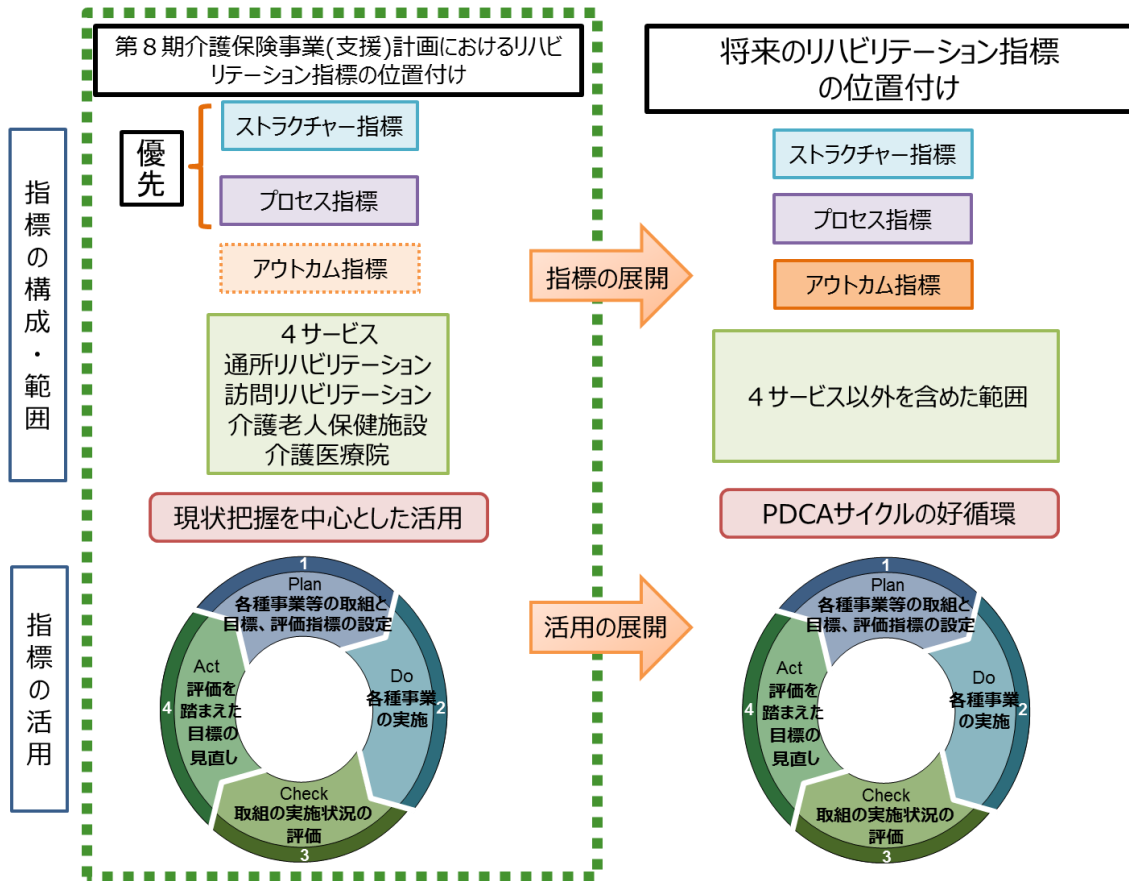 第８期介護保険事業(支援)計画におけるリハビ
リテーション指標の位置付け
将来のリハビリテーション指標
の位置付け
指標の構成・範囲
優先
ストラクチャー指標
プロセス指標
アウトカム指標
４サービス
通所リハビリテーション
訪問リハビリテーション
介護老人保健施設
介護医療院
指標の展開
ストラクチャー指標
プロセス指標
アウトカム指標
４サービス以外を含めた範囲
指標の活用
現状把握を中心とした活用
1
Plan
各種事業等の取組と
目標、評価指標の設定
Do
各種事業
の実施
2
Check
取組の実施状況の
評価
3
Act
評価を
踏まえた
目標の
見直し
4
活用の展開
PDCAサイクルの好循環
1
Plan
各種事業等の取組と
目標、評価指標の設定
Do
各種事業
の実施
2
Check
取組の実施状況の
評価
3
Act
評価を
踏まえた
目標の
見直し
4